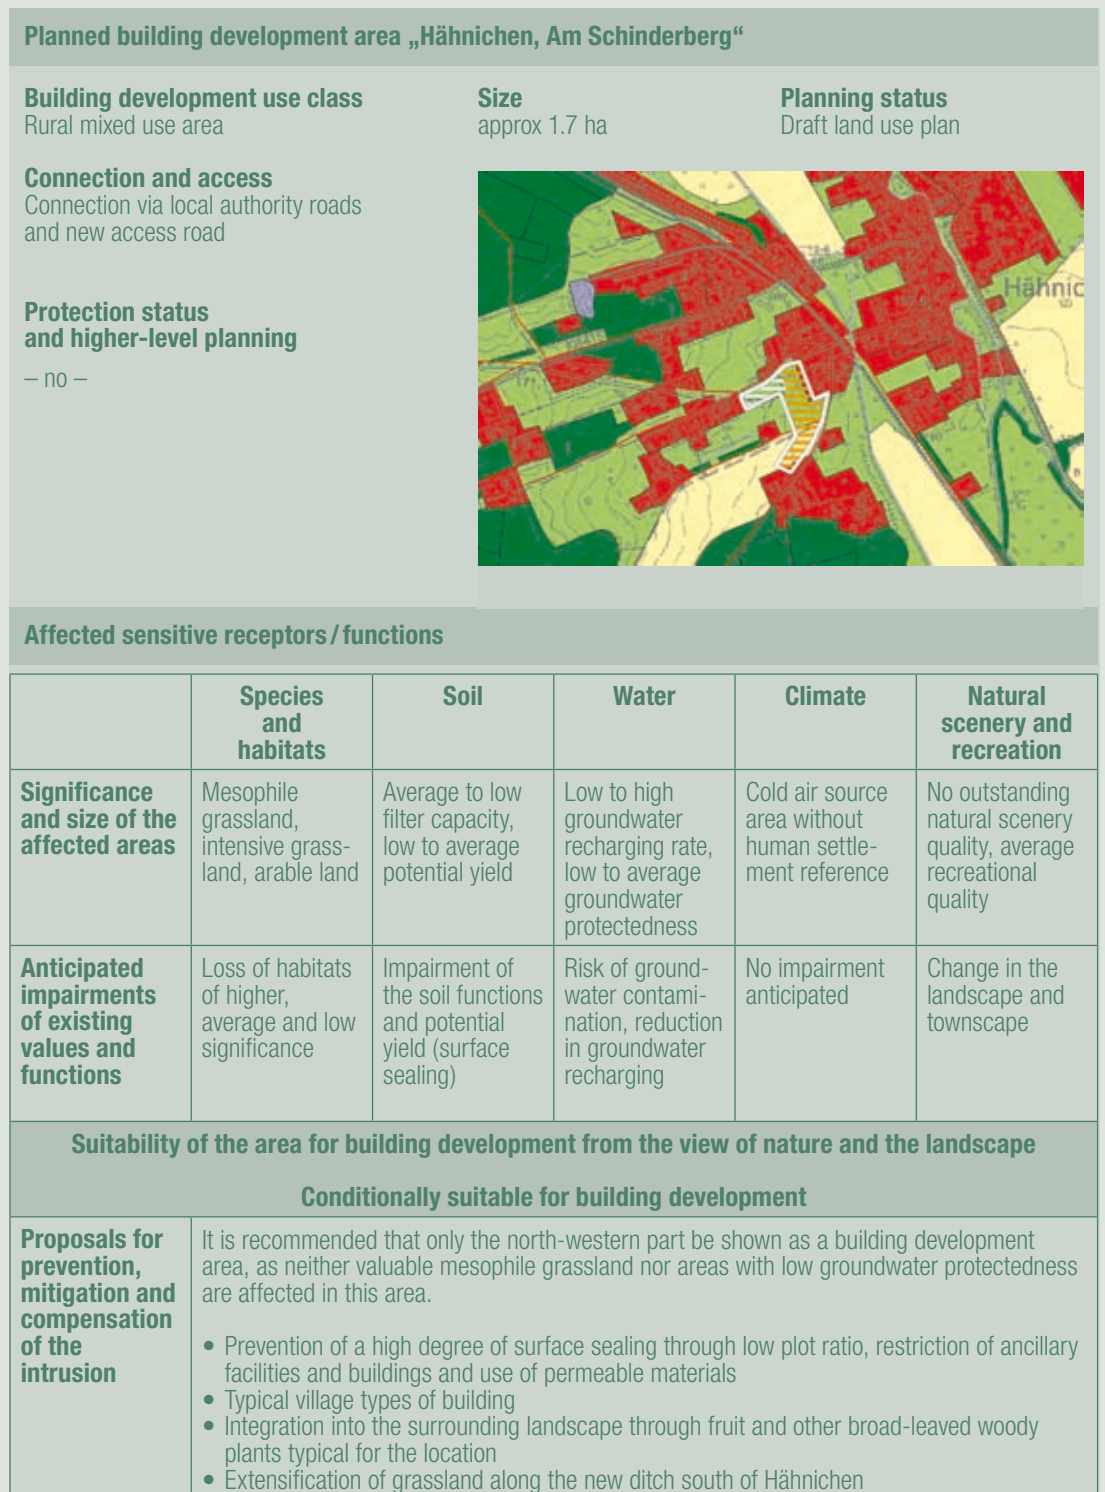 Planned building development area „Hähnichen, Am Schinderberg“
Building development use class
Rural mixed use area
Size
approx 1.7 ha
Planning status
Draft land use plan
Connection and access
Connection via local authority roads
and new access road
Protection status
and higher-level planning
– no –
Hähnic
Affected sensitive receptors / functions
Species
and
habitats
Soil
Water
Climate
Natural
scenery and
recreation
Significance
and size of the
affected areas
Mesophile
grassland,
intensive grass-
land, arable land
Average to low
filter capacity,
low to average
potential yield
Low to high
groundwater
recharging rate,
low to average
groundwater
protectedness
Cold air source
area without
human settle-
ment reference
No outstanding
natural scenery
quality, average
recreational
quality
Anticipated
impairments
of existing
values and
functions
Loss of habitats
of higher,
average and low
significance
Impairment of
the soil functions
and potential
yield (surface
sealing)
Risk of ground-
water contami-
nation, reduction
in groundwater
recharging
No impairment
anticipated
Change in the
landscape and
townscape
Suitability of the area for building development from the view of nature and the landscape
Conditionally suitable for building development
Proposals for
prevention,
mitigation and
compensation
of the
intrusion
It is recommended that only the north-western part be shown as a building development
area, as neither valuable mesophile grassland nor areas with low groundwater protectedness
are affected in this area.
• Prevention of a high degree of surface sealing through low plot ratio, restriction of ancillary
facilities and buildings and use of permeable materials
• Typical village types of building
• Integration into the surrounding landscape through fruit and other broad-leaved woody
plants typical for the location
• Extensification of grassland along the new ditch south of Hähnichen